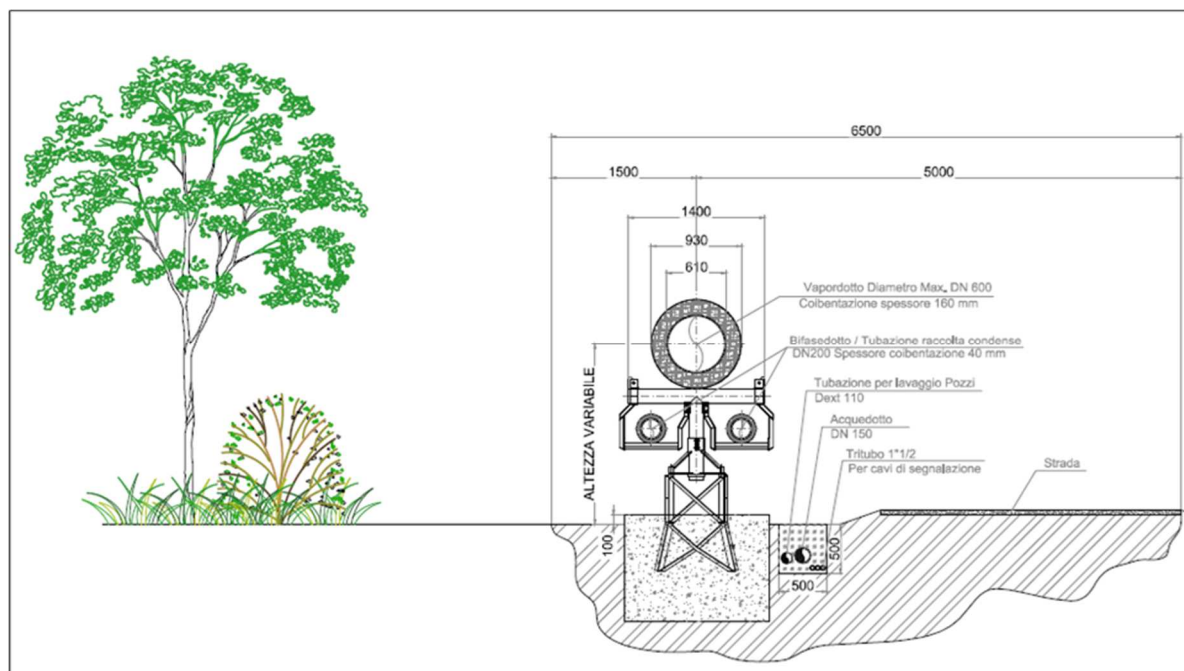 6500
1500
5000
1400
930
610
Vapordotto Diametro Max. DN 600
Coibentazione spessore 160 mm
Bifasedotto / Tubazione raccolta condense
DN200 Spessore coibentazione 40 mm
Tubazione per lavaggio Pozzi
Dext 110
Acquedotto
DN 150
Tritubo 1"1/2
Per cavi di segnalazione
Strada
ALTEZZA VARIABILE
100
500
500